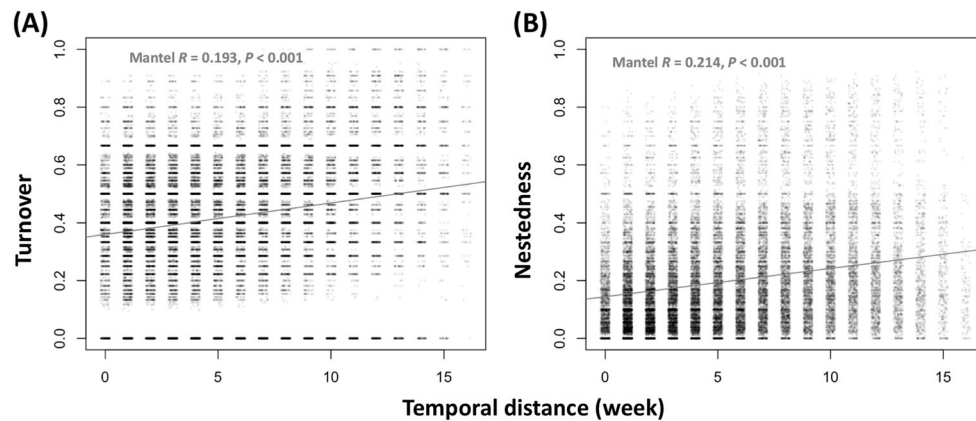 (A)
Mantel R = 0.193, P < 0.001
Turnover
1.0
0.8
0.6
0.4
0.2
0.0
0 5 10 15
(B)
Mantel R = 0.214, P < 0.001
Nestedness
1.0
0.8
0.6
0.4
0.2
0.0
0 5 10 15
Temporal distance (week)